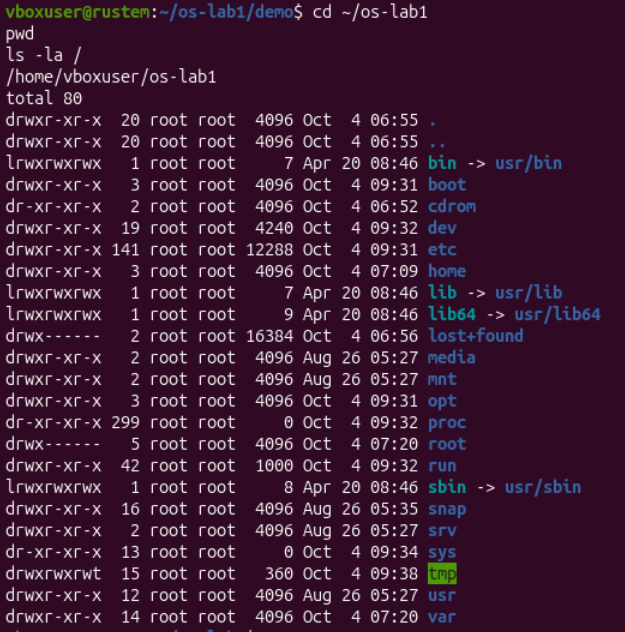 vboxuser@rustem:~/os-lab1/demo$ cd ~/os-lab1
pwd
ls -la /
/home/vboxuser/os-lab1
total 80
drwxr-xr-x  20 root root  4096 Oct  4 06:55 .
drwxr-xr-x  20 root root  4096 Oct  4 06:55 ..
lrwxrwxrwx   1 root root     7 Apr 20 08:46 bin -> usr/bin
drwxr-xr-x   3 root root  4096 Oct  4 09:31 boot
dr-xr-xr-x   2 root root  4096 Oct  4 06:52 cdrom
drwxr-xr-x  19 root root  4240 Oct  4 09:32 dev
drwxr-xr-x 141 root root 12288 Oct  4 09:31 etc
drwxr-xr-x   3 root root  4096 Oct  4 07:09 home
lrwxrwxrwx   1 root root     7 Apr 20 08:46 lib -> usr/lib
lrwxrwxrwx   1 root root     9 Apr 20 08:46 lib64 -> usr/lib64
drwx------   2 root root 16384 Oct  4 06:56 lost+found
drwxr-xr-x   2 root root  4096 Aug 26 05:27 media
drwxr-xr-x   2 root root  4096 Aug 26 05:27 mnt
drwxr-xr-x   3 root root  4096 Oct  4 09:31 opt
dr-xr-xr-x 299 root root     0 Oct  4 09:32 proc
drwx------   5 root root  4096 Oct  4 07:20 root
drwxr-xr-x  42 root root  1000 Oct  4 09:32 run
lrwxrwxrwx   1 root root     8 Apr 20 08:46 sbin -> usr/sbin
drwxr-xr-x  16 root root  4096 Aug 26 05:35 snap
drwxr-xr-x   2 root root  4096 Aug 26 05:27 srv
dr-xr-xr-x  13 root root     0 Oct  4 09:34 sys
drwxrwxrwt  15 root root   360 Oct  4 09:38 tmp
drwxr-xr-x  12 root root  4096 Aug 26 05:27 usr
drwxr-xr-x  14 root root  4096 Oct  4 07:20 var